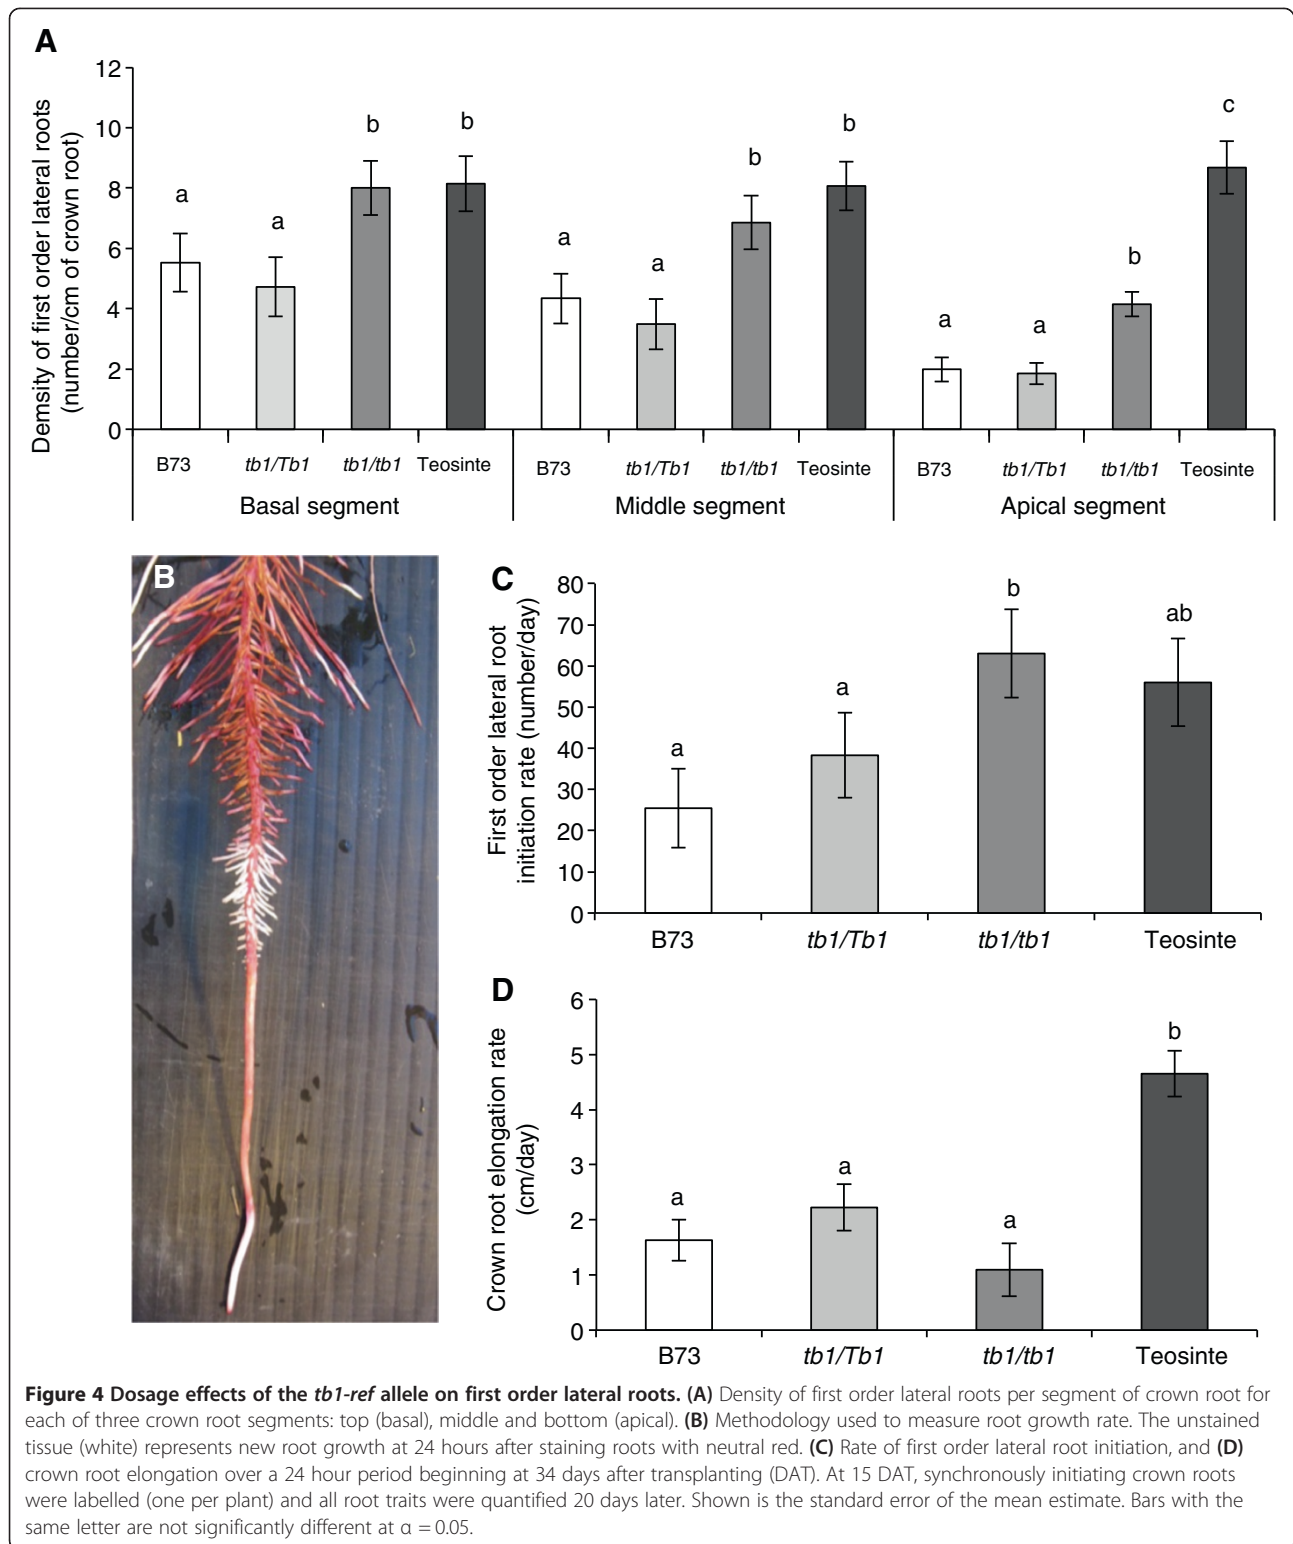 A
Demsity of first order lateral roots
(number/cm of crown root)
12
10
8
6
4
2
0
a
a
b
b
a
a
b
b
a
a
b
c
B73
tb1/Tb1
tb1/tb1
Teosinte
B73
tb1/Tb1
tb1/tb1
Teosinte
B73
tb1/Tb1
tb1/tb1
Teosinte
Basal segment
Middle segment
Apical segment
B
C
First order lateral root
initiation rate (number/day)
80
70
60
50
40
30
20
10
0
a
a
b
ab
B73
tb1/Tb1
tb1/tb1
Teosinte
D
Crown root elongation rate
(cm/day)
6
5
4
3
2
1
0
a
a
a
b
B73
tb1/Tb1
tb1/tb1
Teosinte
Figure 4 Dosage effects of the tb1-ref allele on first order lateral roots. (A) Density of first order lateral roots per segment of crown root for
each of three crown root segments: top (basal), middle and bottom (apical). (B) Methodology used to measure root growth rate. The unstained
tissue (white) represents new root growth at 24 hours after staining roots with neutral red. (C) Rate of first order lateral root initiation, and (D)
crown root elongation over a 24 hour period beginning at 34 days after transplanting (DAT). At 15 DAT, synchronously initiating crown roots
were labelled (one per plant) and all root traits were quantified 20 days later. Shown is the standard error of the mean estimate. Bars with the
same letter are not significantly different at α = 0.05.